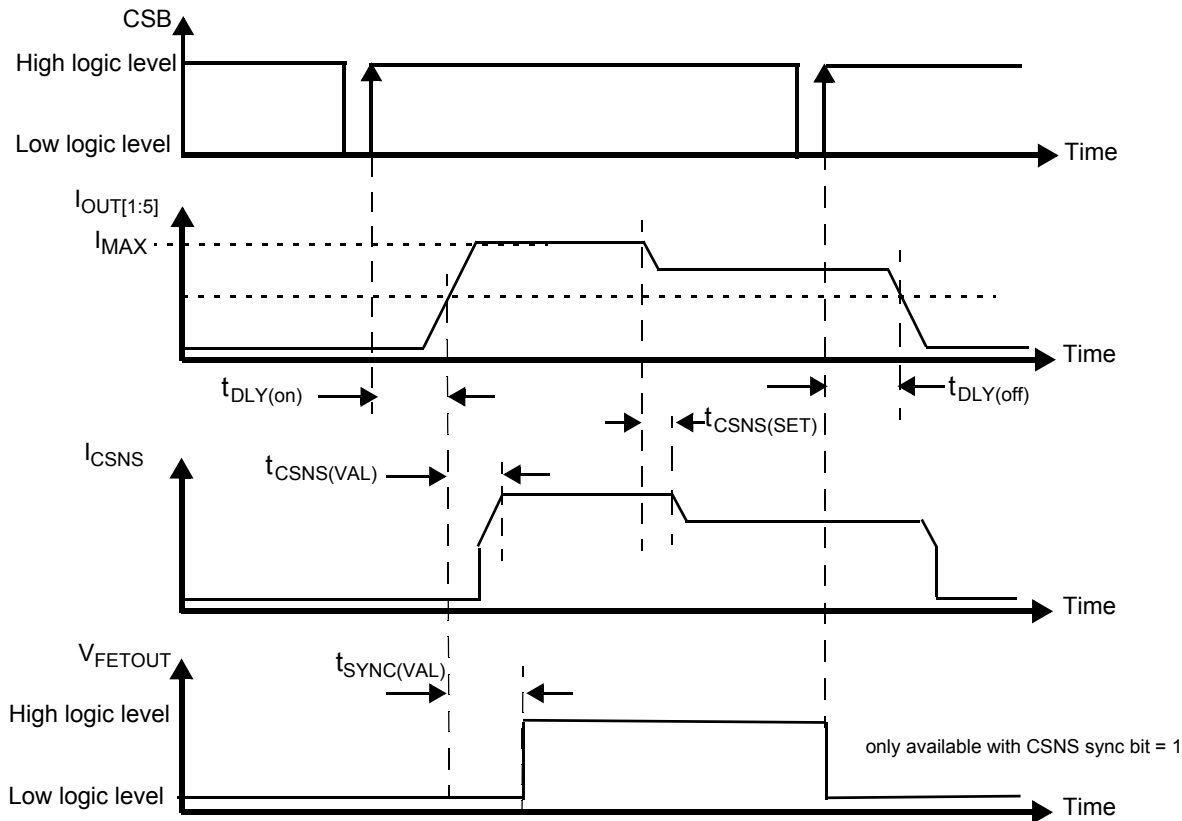 CSB
High logic level
Low logic level
Time
IOUT[1:5]
IMAX
Time
tDLY(on)
tDLY(off)
tCSNS(SET)
ICSNS
tCSNS(VAL)
Time
VFETOUT
tSYNC(VAL)
High logic level
only available with CSNS sync bit = 1
Low logic level
Time